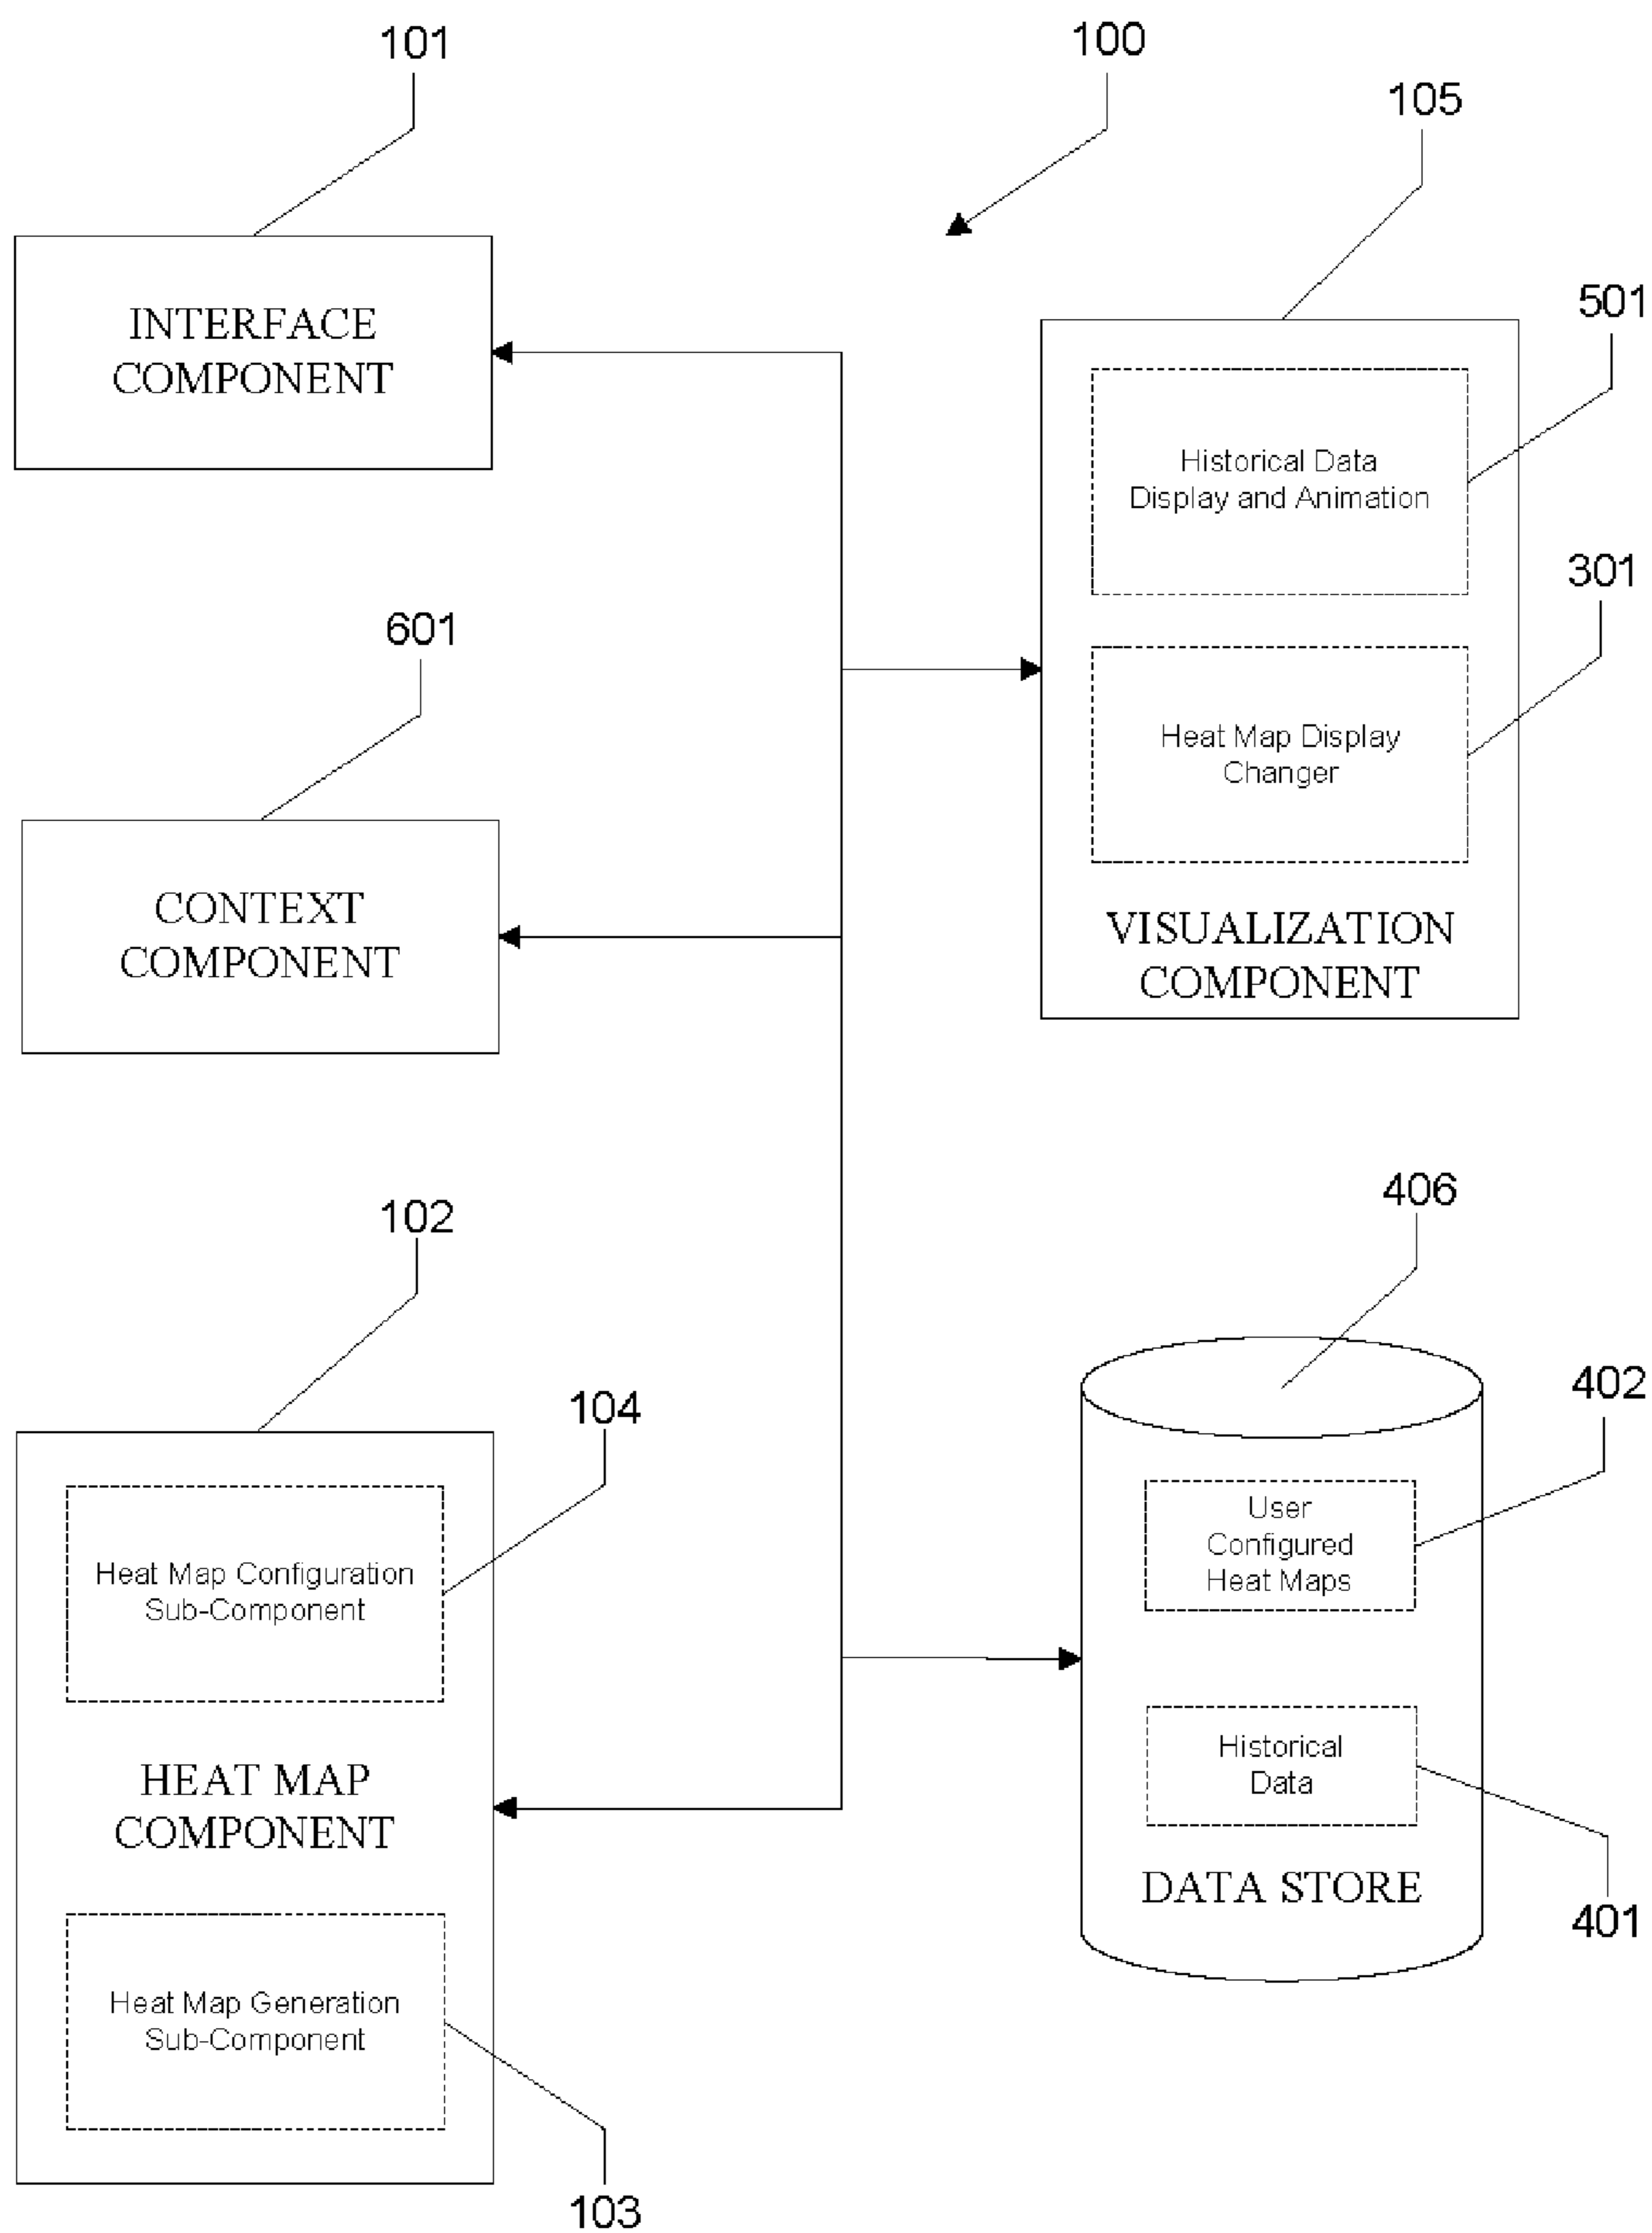 101
100
105
INTERFACE
COMPONENT
501
Historical Data
Display and Animation
301
Heat Map Display
Changer
VISUALIZATION
COMPONENT
601
CONTEXT
COMPONENT
102
104
Heat Map Configuration
Sub-Component
HEAT MAP
COMPONENT
Heat Map Generation
Sub-Component
103
406
402
User
Configured
Heat Maps
Historical
Data
DATA STORE
401